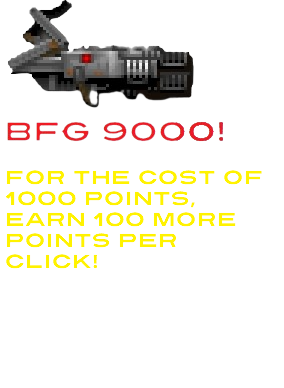 BFG 9000!
FOR THE COST OF
1000 POINTS,
EARN 100 MORE
POINTS PER
CLICK!